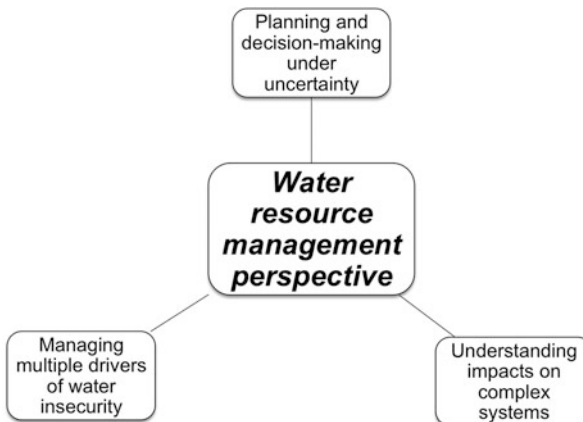 Planning and
decision-making
under
uncertainty
Water
resource
management
perspective
Managing
multiple drivers
of water
insecurity
Understanding
impacts on
complex
systems